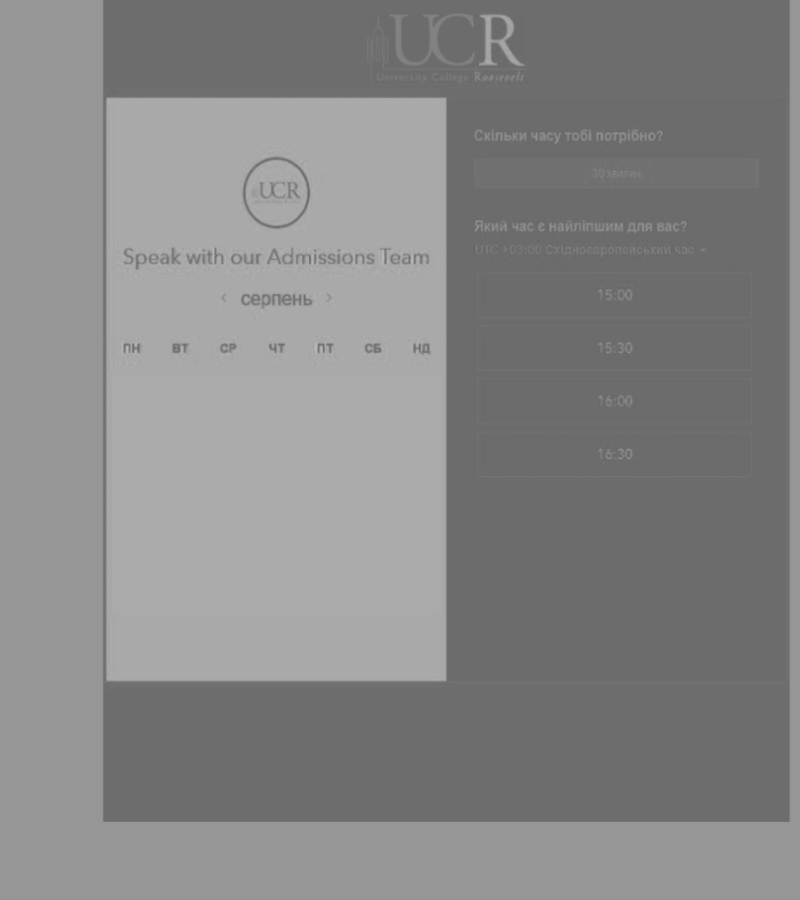 UCR
University College Roosevelt
UCR
Speak with our Admissions Team
‹ серпень ›
ПН ВТ СР ЧТ ПТ СБ НД
Скільки часу тобі потрібно?
30 хвилин
Який час є найліпшим для вас?
UTC +03:00 Східноєвропейський час
15:00
15:30
16:00
16:30